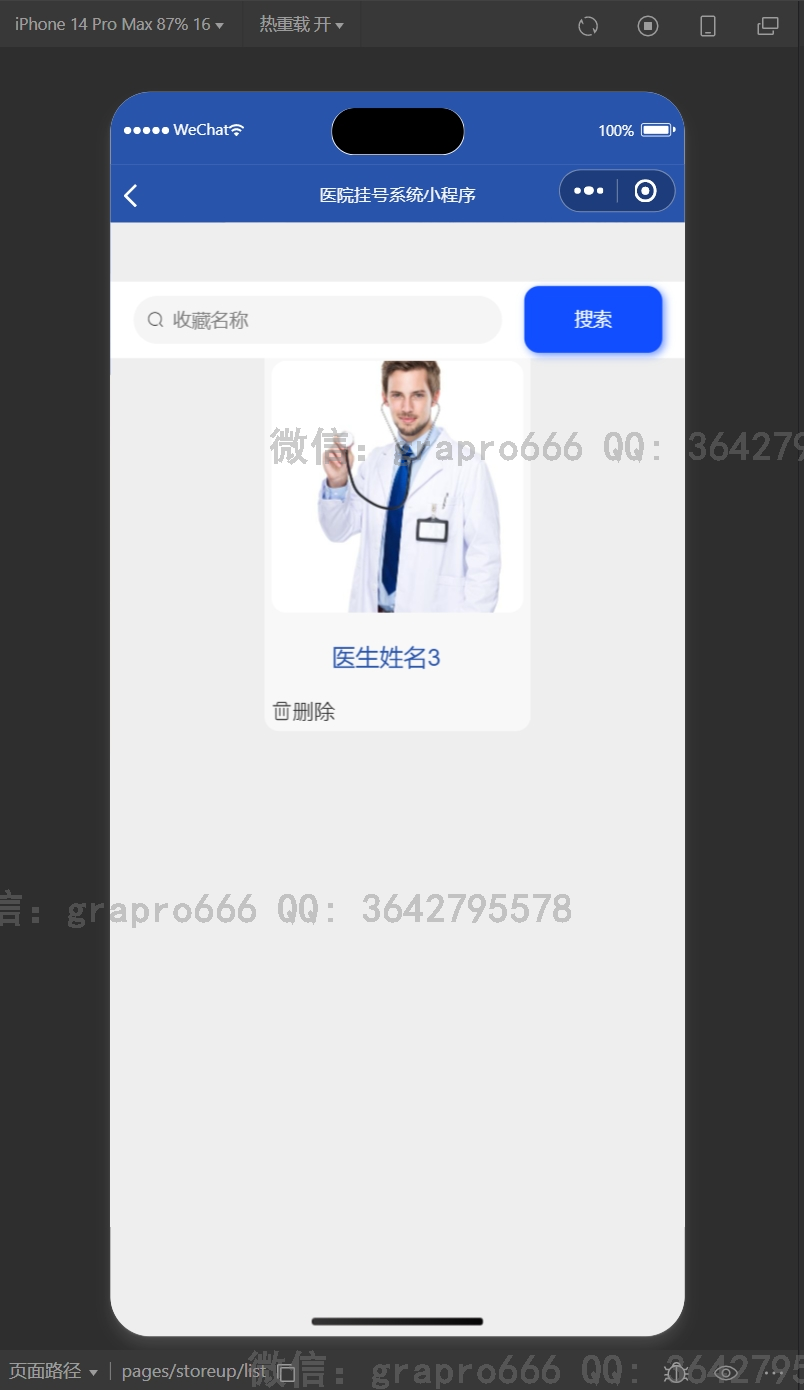 iPhone 14 Pro Max 87% 16 热重载 开
WeChat 100%
医院挂号系统小程序
收藏名称 搜索
微信: grapro666 QQ: 36427
医生姓名3
删除
信: grapro666 QQ: 3642795578
页面路径 pages/storeup/list
微信: grapro666 QQ: 3642795